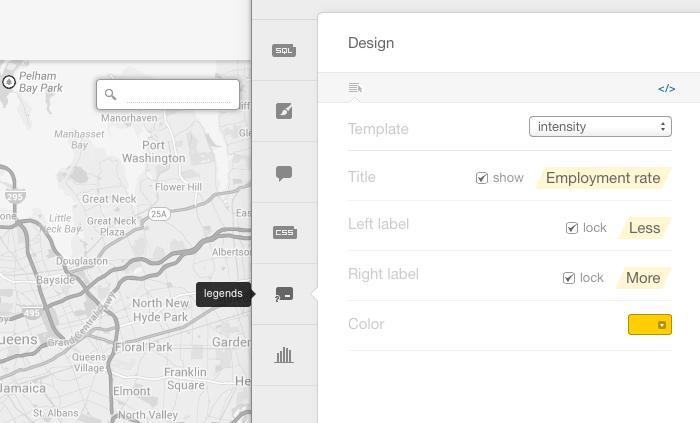 Pelham
Bay Park
Manorhaven
Manhasset
Bay
Port
Washington
Flower Hill
295
Great Neck
25A
Little
Neck Bay
Great Neck
Plaza
Douglaston
Albertson
Bayside
North New
Hyde Park
495
Grand Central Pkwy
Queens
Floral Park
Queens
Village
Franklin
Square
Garden
He
Jamaica
Elmont
St. Albans
North Valley
SQL
CSS
legends
Design
</>
Template
intensity
Title
show
Employment rate
Left label
lock
Less
Right label
lock
More
Color